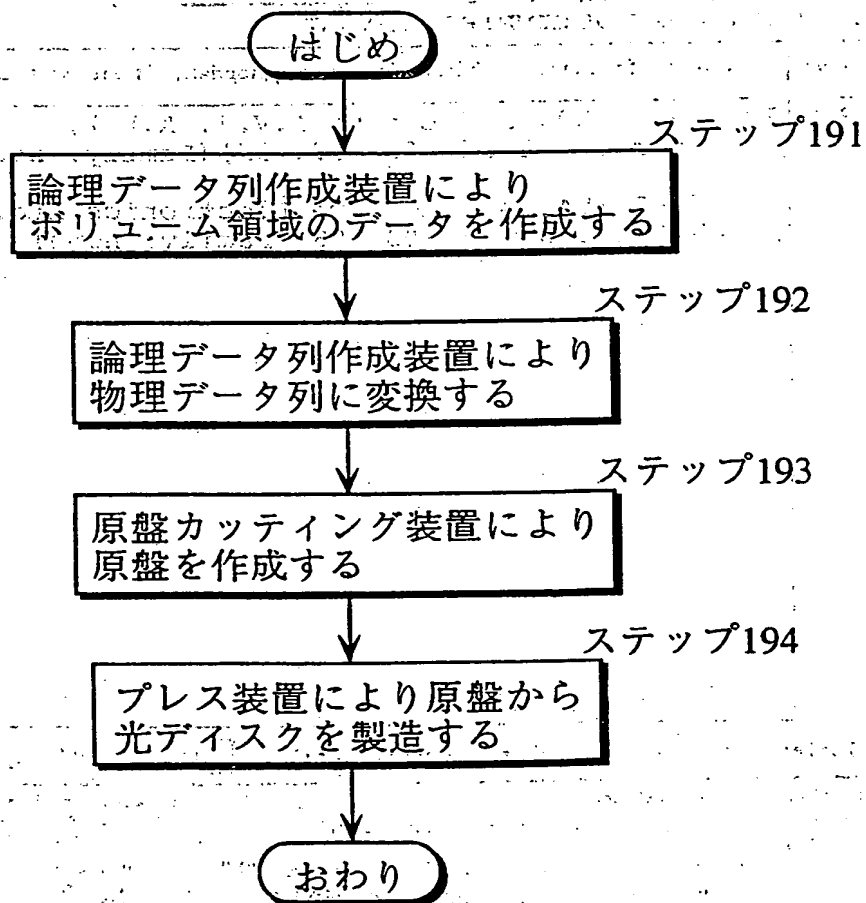 はじめ
ステップ191
論理データ列作成装置により
ボリューム領域のデータを作成する
ステップ192
論理データ列作成装置により
物理データ列に変換する
ステップ193
原盤カッティング装置により
原盤を作成する
ステップ194
プレス装置により原盤から
光ディスクを製造する
おわり